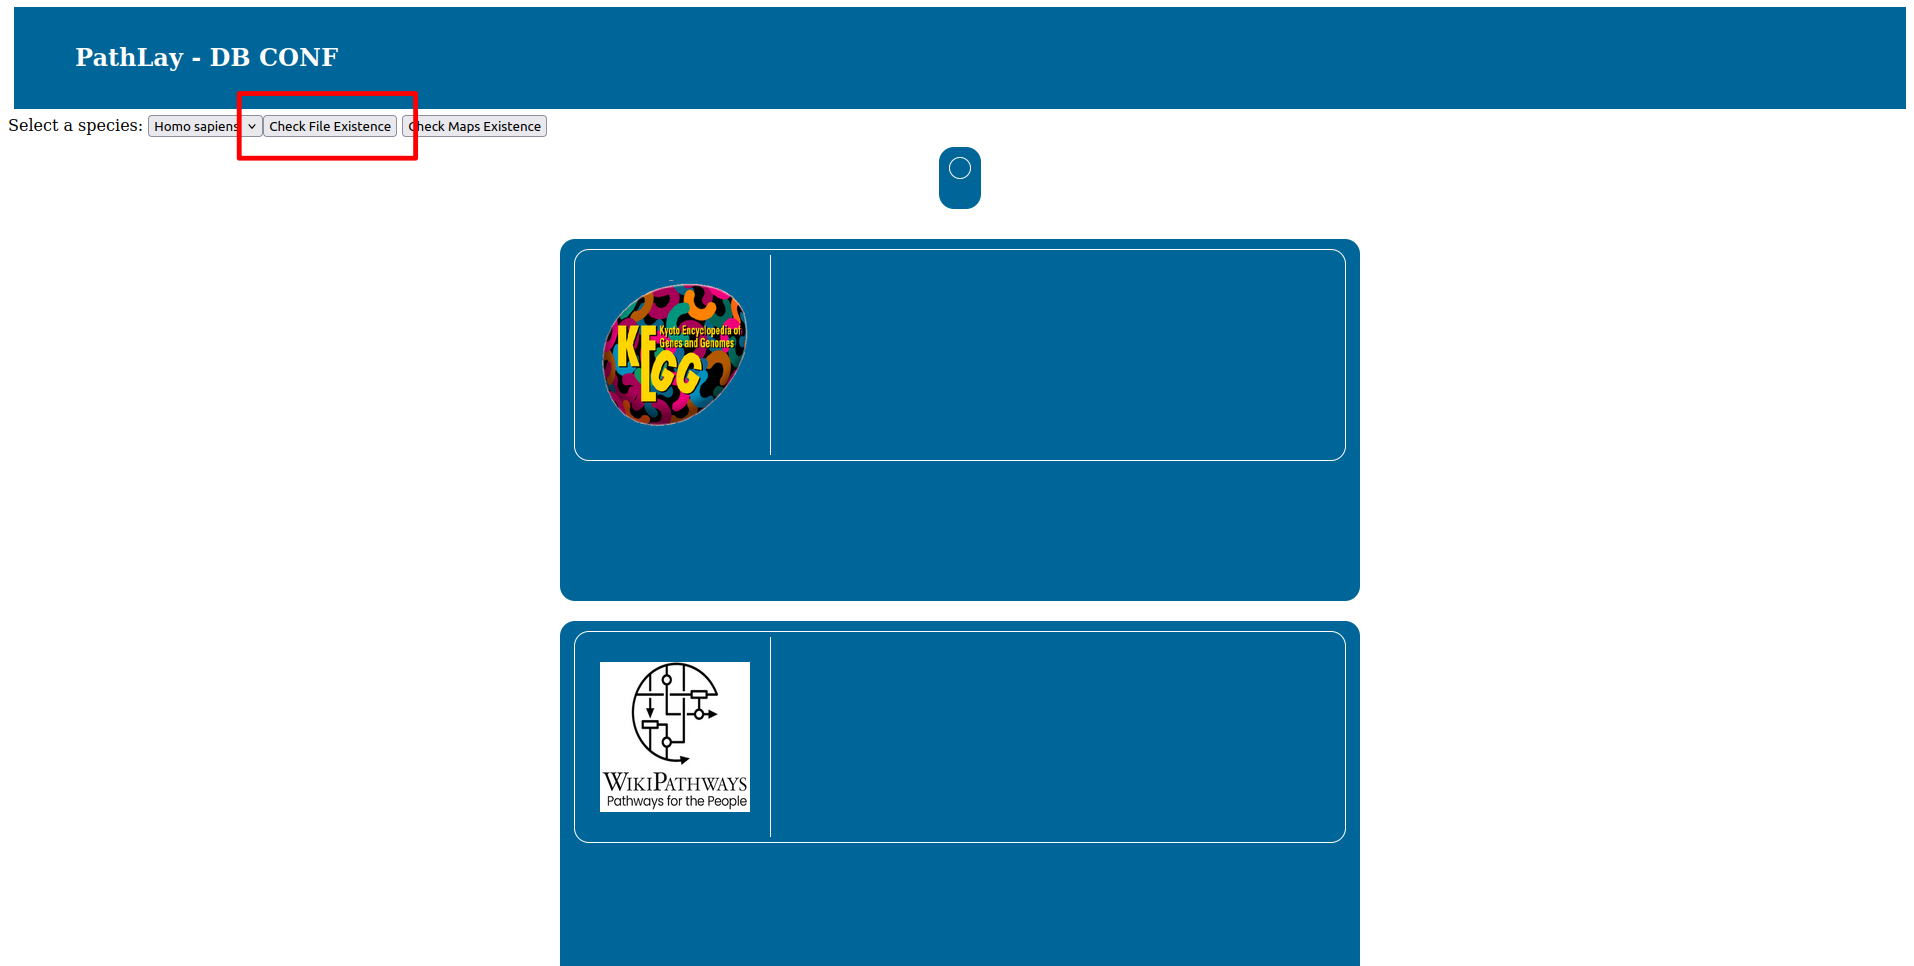 PathLay - DB CONF
Select a species: Homo sapiens Check File Existence Check Maps Existence
Kyoto Encyclopedia of
Genes and Genomes
KEGG
WIKIPATHWAYS
Pathways for the People